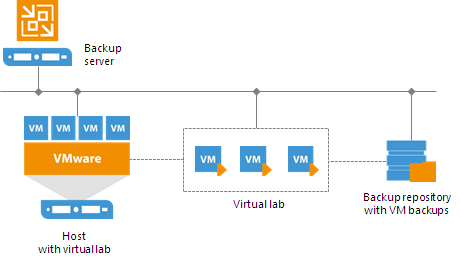 Backup
server
VM VM VM VM
VMware
VM VM VM
Virtual lab
Backup repository
with VM backups
Host
with virtual lab